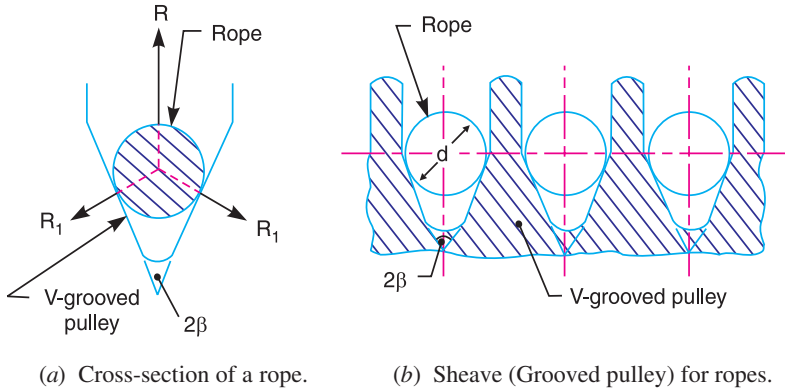 R
Rope
R₁
R₁
V-grooved
pulley
2β
(a) Cross-section of a rope.
Rope
d
2β
V-grooved pulley
(b) Sheave (Grooved pulley) for ropes.